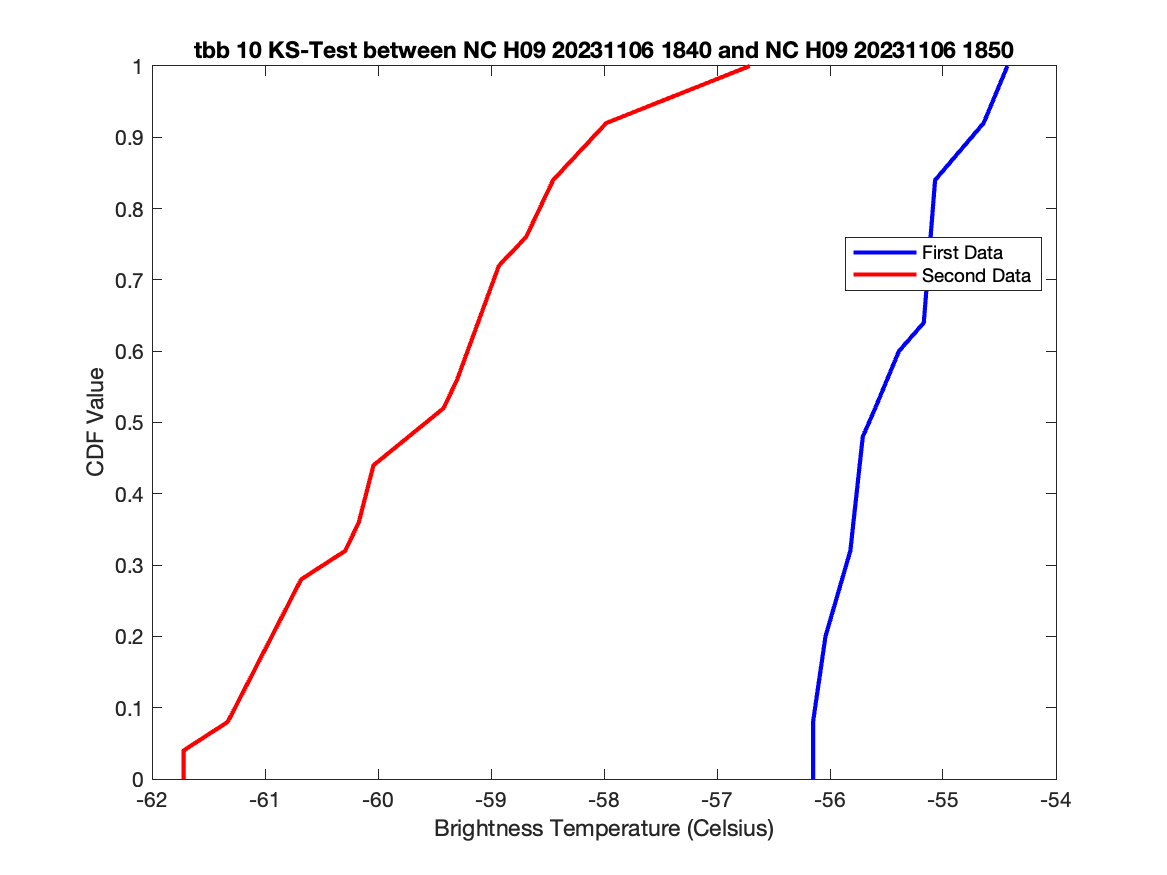 tbb 10 KS-Test between NC H09 20231106 1840 and NC H09 20231106 1850
1
0.9
0.8
0.7
0.6
0.5
0.4
0.3
0.2
0.1
0
CDF Value
First Data
Second Data
-62 -61 -60 -59 -58 -57 -56 -55 -54
Brightness Temperature (Celsius)